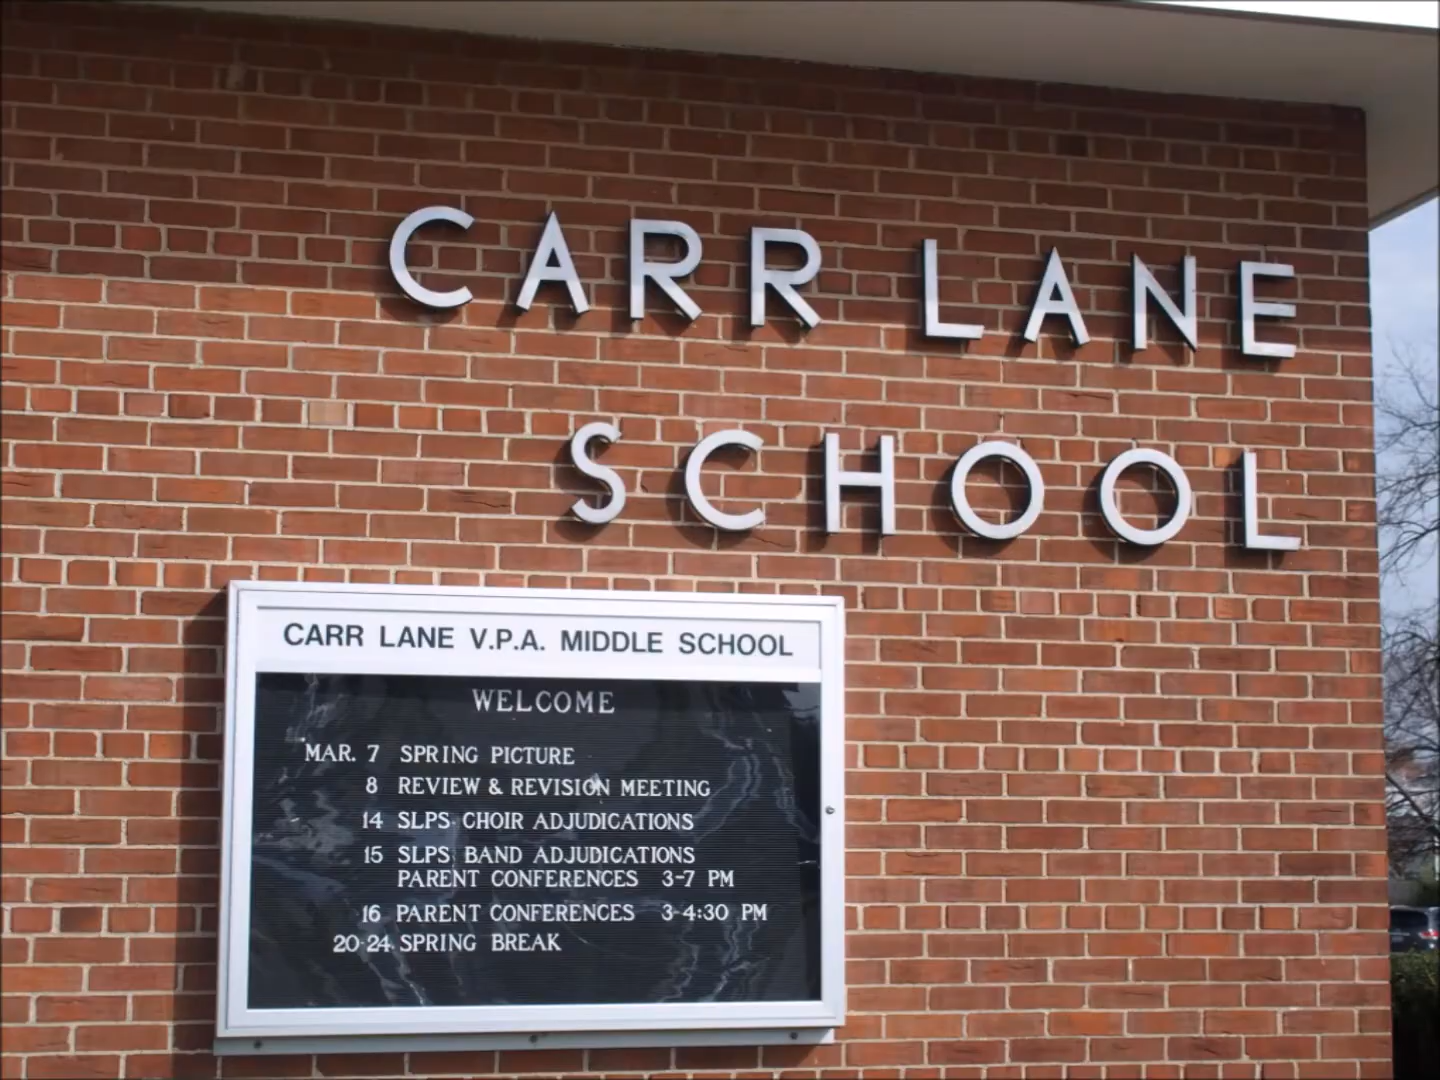 CARR LANE
SCHOOL
CARR LANE V.P.A. MIDDLE SCHOOL
WELCOME
MAR. 7 SPRING PICTURE
8 REVIEW & REVISION MEETING
14 SLPS CHOIR ADJUDICATIONS
15 SLPS BAND ADJUDICATIONS
PARENT CONFERENCES 3-7 PM
16 PARENT CONFERENCES 3-4:30 PM
20-24 SPRING BREAK